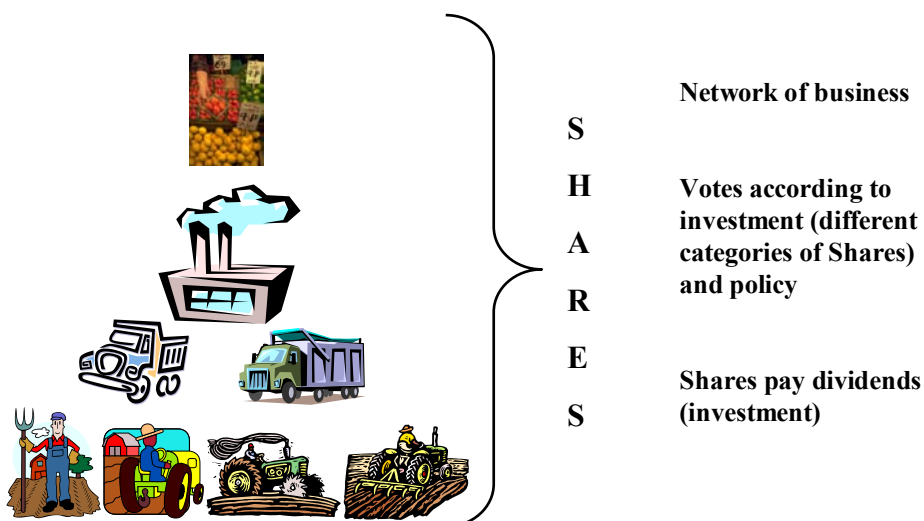 S
H
A
R
E
S
Network of business
Votes according to
investment (different
categories of Shares)
and policy
Shares pay dividends
(investment)